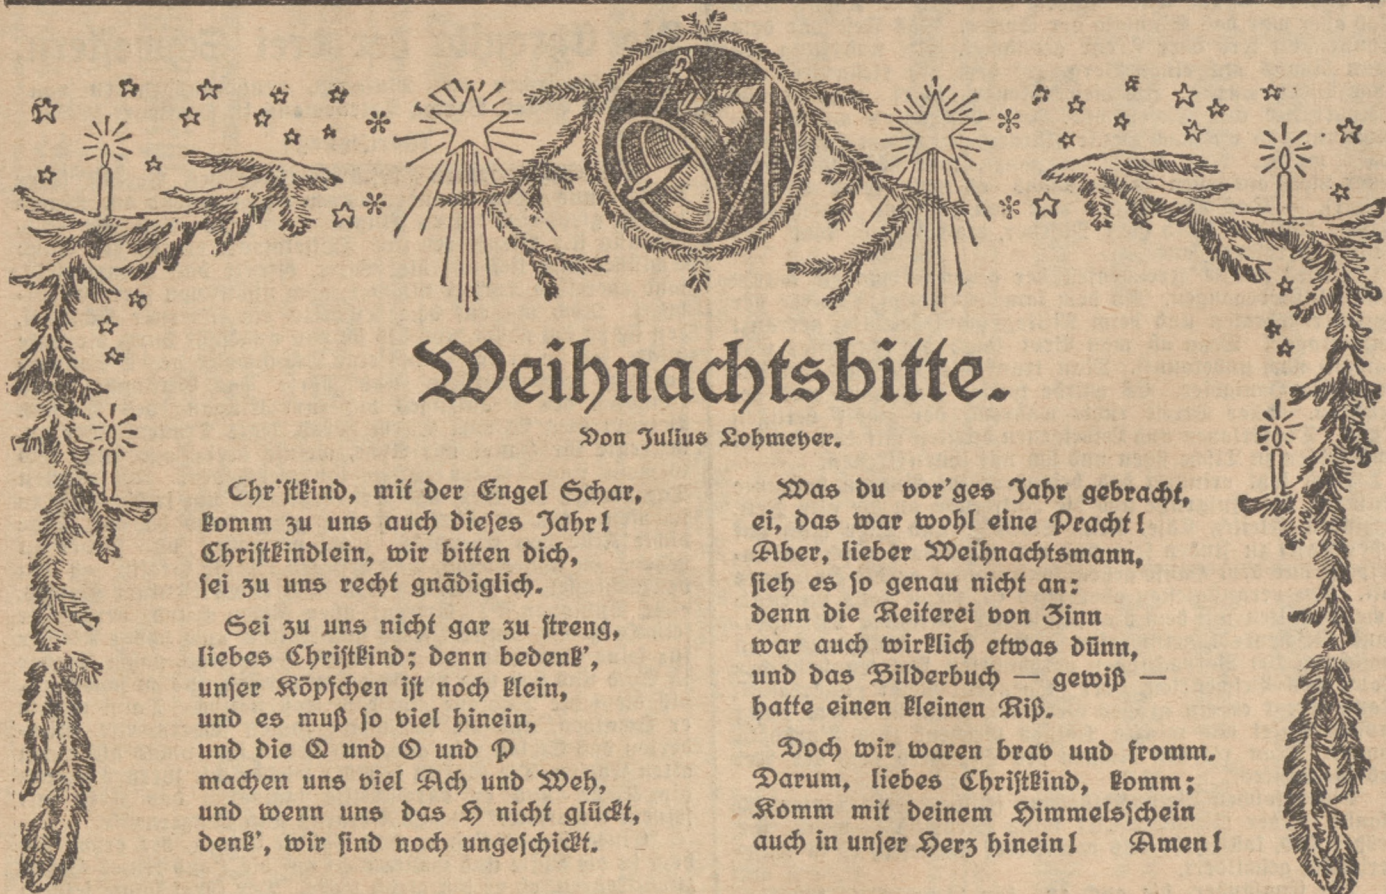 Weihnachtsbitte.
Von Julius Lohmeyer.
Chr'stkind, mit der Engel Schar,
komm zu uns auch dieses Jahr!
Christkindlein, wir bitten dich,
sei zu uns recht gnädiglich.
Sei zu uns nicht gar zu streng,
liebes Christkind; denn bedenk',
unser Köpfchen ist noch klein,
und es muß so viel hinein,
und die Q und O und P
machen uns viel Ach und Weh,
und wenn uns das H nicht glückt,
denk', wir sind noch ungeschickt.
Was du vor'ges Jahr gebracht,
ei, das war wohl eine Pracht!
Aber, lieber Weihnachtsmann,
sieh es so genau nicht an:
denn die Reiterei von Zinn
war auch wirklich etwas dünn,
und das Bilderbuch — gewiß —
hatte einen kleinen Riß.
Doch wir waren brav und fromm.
Darum, liebes Christkind, komm;
Komm mit deinem Himmelsschein
auch in unser Herz hinein! Amen!